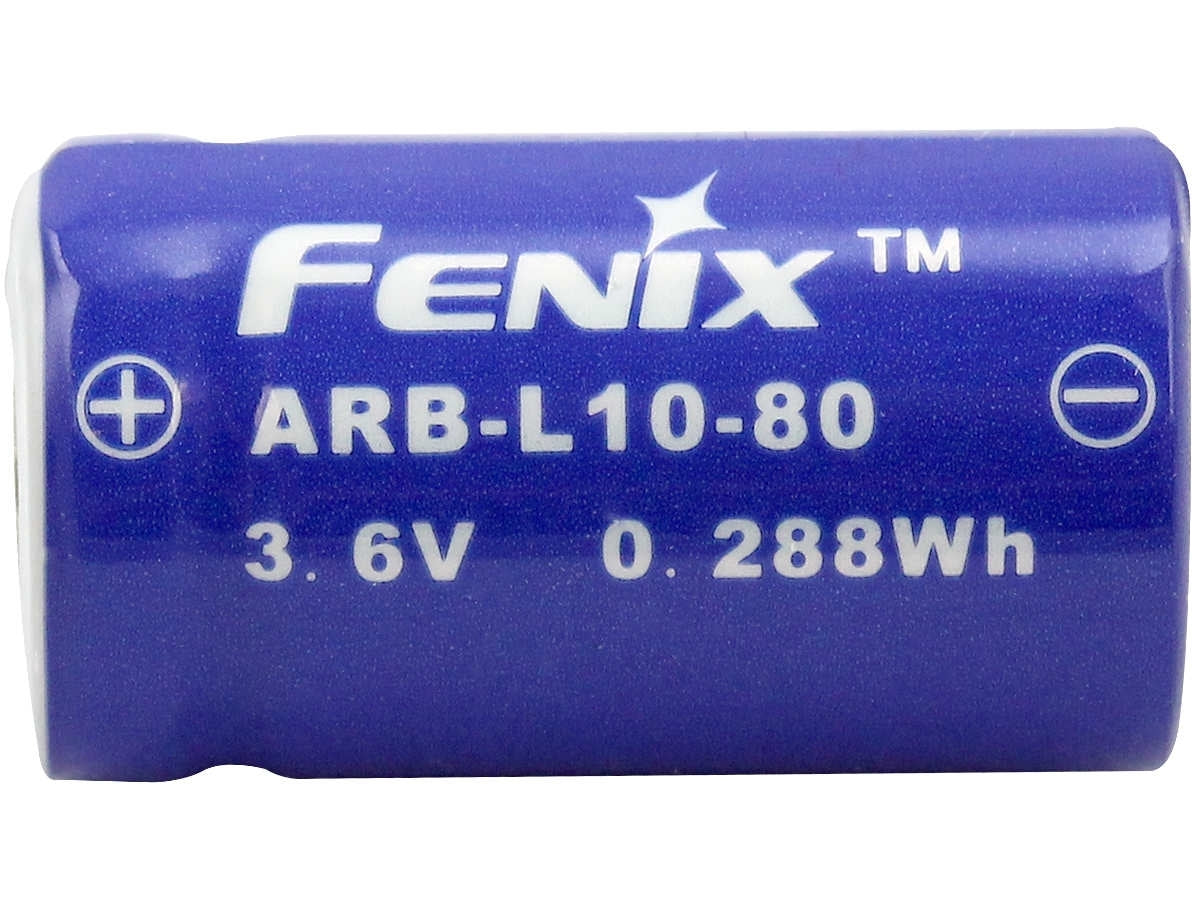 FENIX™
+ ARB-L10-80 −
3.6V 0.288Wh